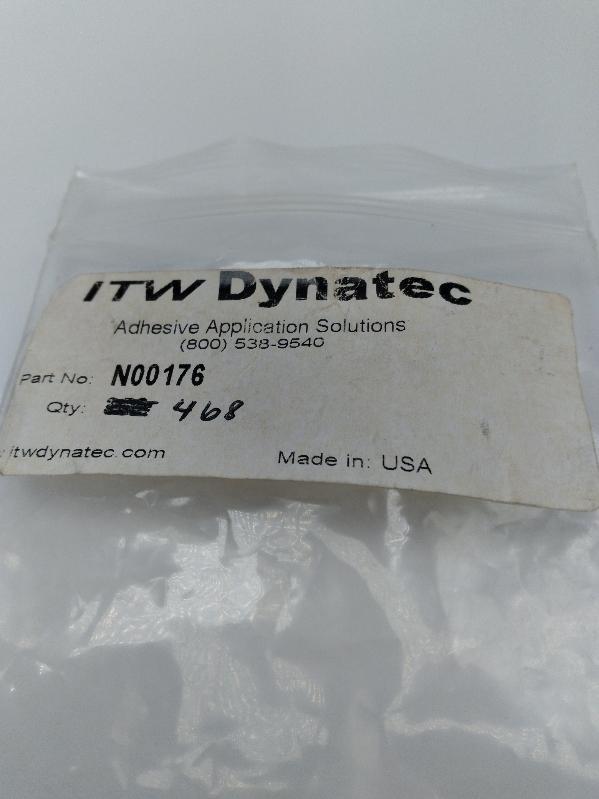 ITW Dynatec
Adhesive Application Solutions
(800) 538-9540
Part No: N00176
Qty: 468
itwdynatec.com
Made in: USA